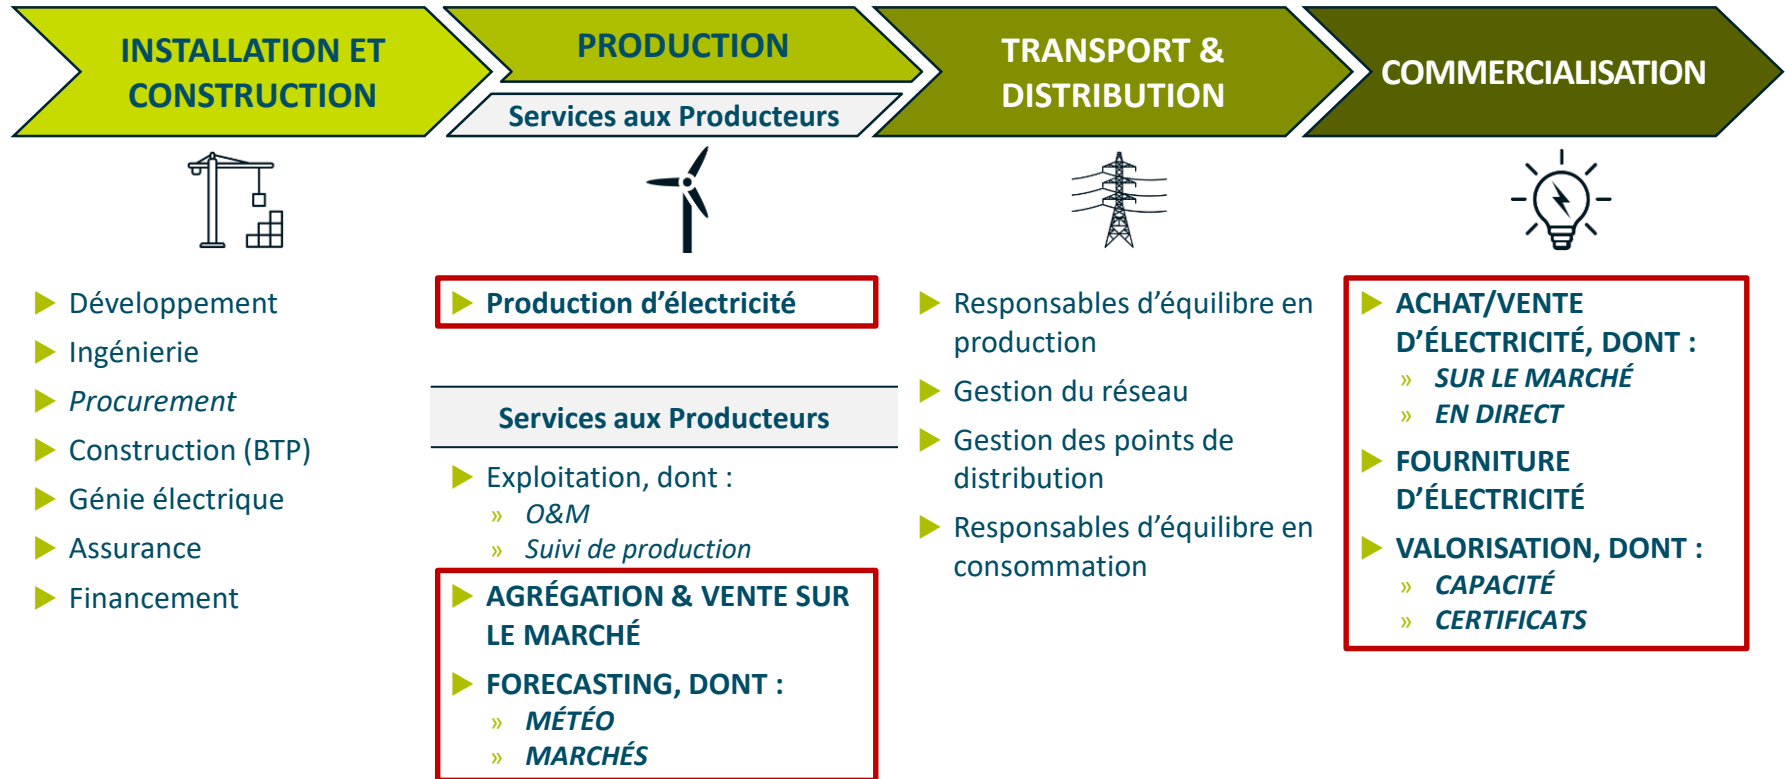 INSTALLATION ET
CONSTRUCTION
PRODUCTION
Services aux Producteurs
TRANSPORT &
DISTRIBUTION
COMMERCIALISATION
Développement
Ingénierie
Procurement
Construction (BTP)
Génie électrique
Assurance
Financement
Production d’électricité
Services aux Producteurs
Exploitation, dont :
» O&M
» Suivi de production
AGRÉGATION & VENTE SUR
LE MARCHÉ
FORECASTING, DONT :
» MÉTÉO
» MARCHÉS
Responsables d’équilibre en
production
Gestion du réseau
Gestion des points de
distribution
Responsables d’équilibre en
consommation
ACHAT/VENTE
D’ÉLECTRICITÉ, DONT :
» SUR LE MARCHÉ
» EN DIRECT
FOURNITURE
D’ÉLECTRICITÉ
VALORISATION, DONT :
» CAPACITÉ
» CERTIFICATS